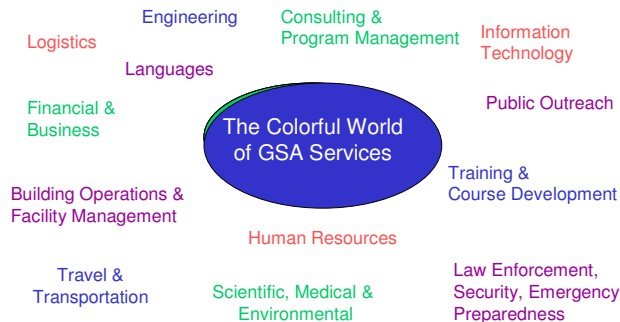 Engineering
Consulting &
Program Management
Information
Technology
Logistics
Languages
Public Outreach
Financial &
Business
The Colorful World
of GSA Services
Training &
Course Development
Building Operations &
Facility Management
Human Resources
Travel &
Transportation
Scientific, Medical &
Environmental
Law Enforcement,
Security, Emergency
Preparedness